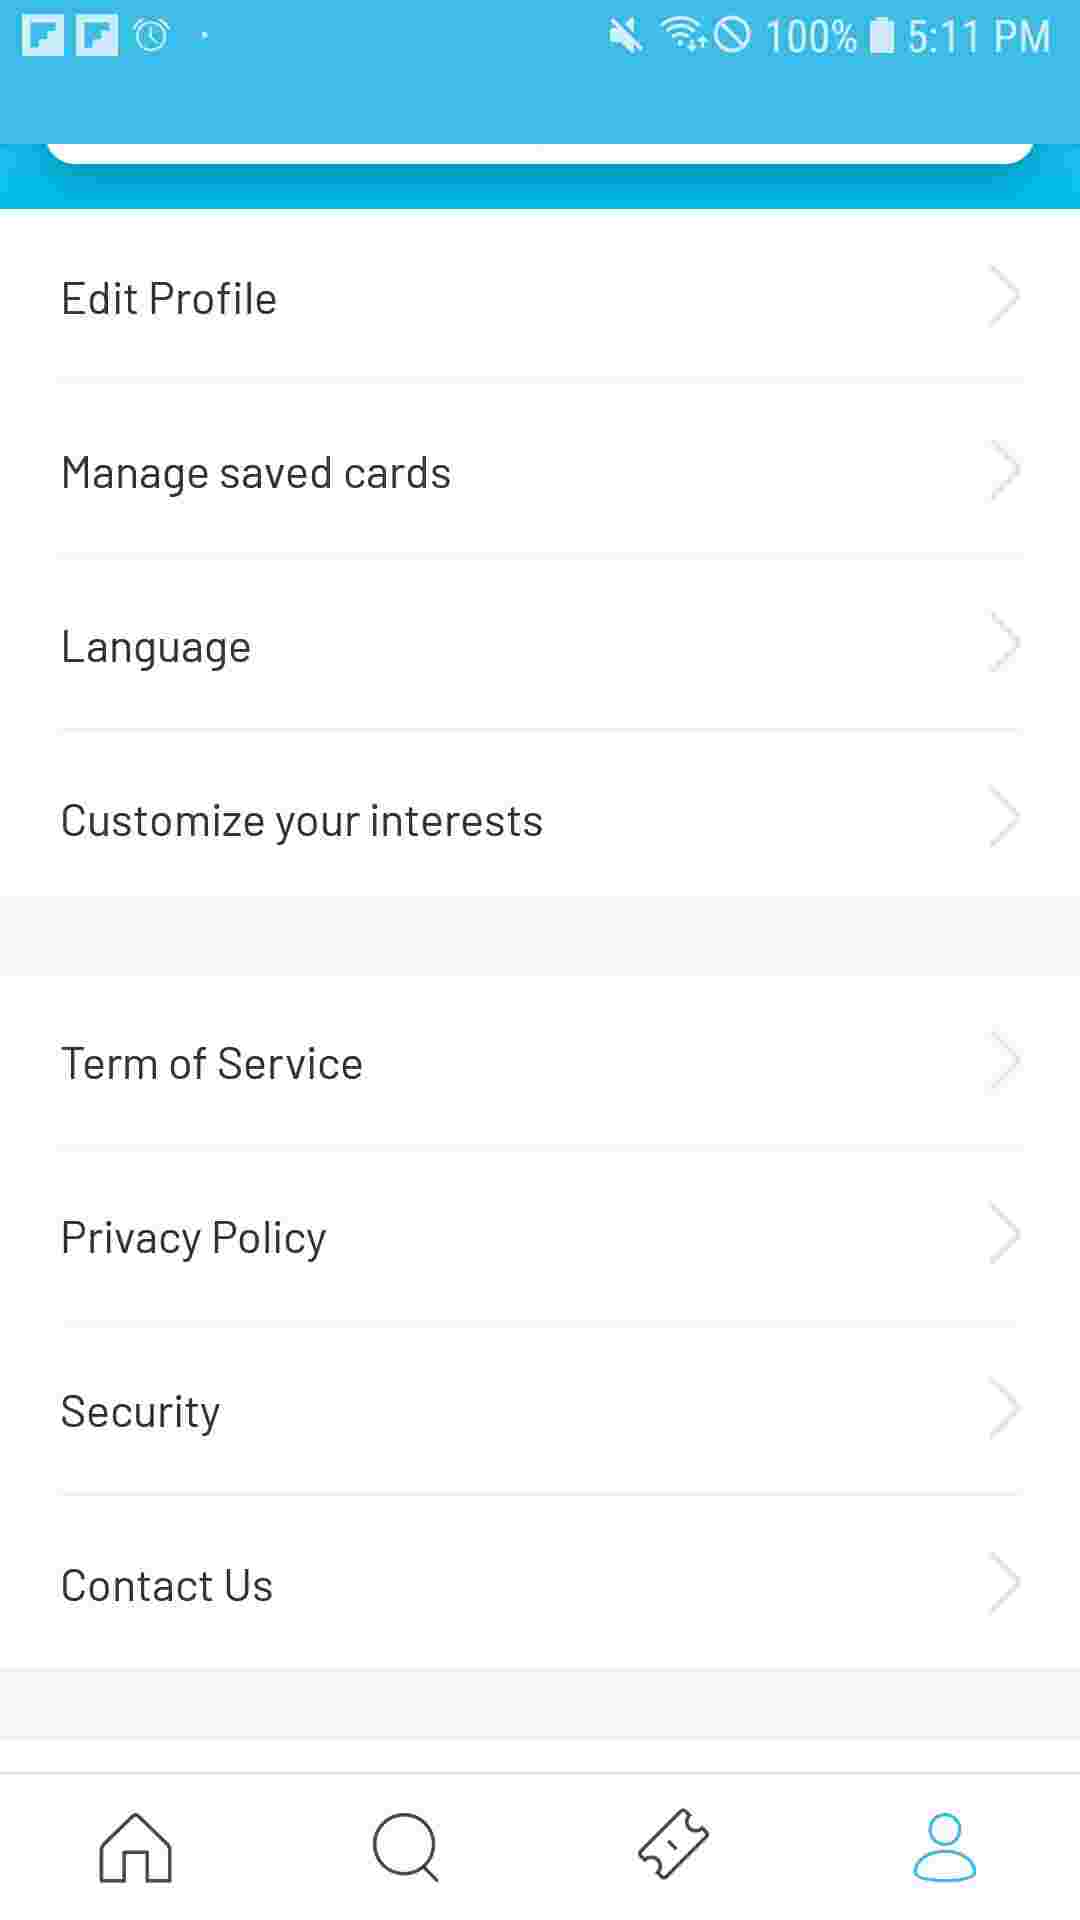 100% 5:11 PM
Edit Profile
Manage saved cards
Language
Customize your interests
Term of Service
Privacy Policy
Security
Contact Us